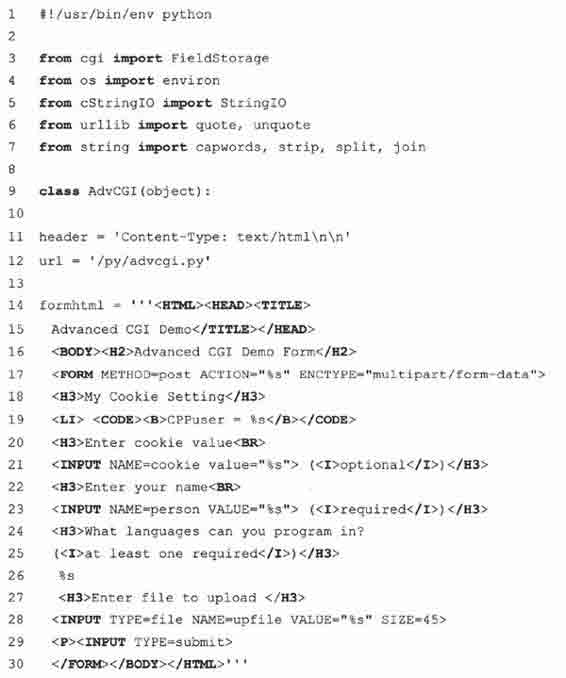 1 #!/usr/bin/env python
2
3 from cgi import FieldStorage
4 from os import environ
5 from cStringIO import StringIO
6 from urllib import quote, unquote
7 from string import capwords, strip, split, join
8
9 class AdvCGI(object):
10
11 header = 'Content-Type: text/html\n\n'
12 url = '/py/advcgi.py'
13
14 formhtml = '''<HTML><HEAD><TITLE>
15 Advanced CGI Demo</TITLE></HEAD>
16 <BODY><H2>Advanced CGI Demo Form</H2>
17 <FORM METHOD=post ACTION="%s" ENCTYPE="multipart/form-data">
18 <H3>My Cookie Setting</H3>
19 <LI> <CODE><B>CPPuser = %s</B></CODE>
20 <H3>Enter cookie value<BR>
21 <INPUT NAME=cookie value="%s"> (<I>optional</I>)</H3>
22 <H3>Enter your name<BR>
23 <INPUT NAME=person VALUE="%s"> (<I>required</I>)</H3>
24 <H3>What languages can you program in?
25 (<I>at least one required</I>)</H3>
26 %s
27 <H3>Enter file to upload </H3>
28 <INPUT TYPE=file NAME=upfile VALUE="%s" SIZE=45>
29 <P><INPUT TYPE=submit>
30 </FORM></BODY></HTML>'''